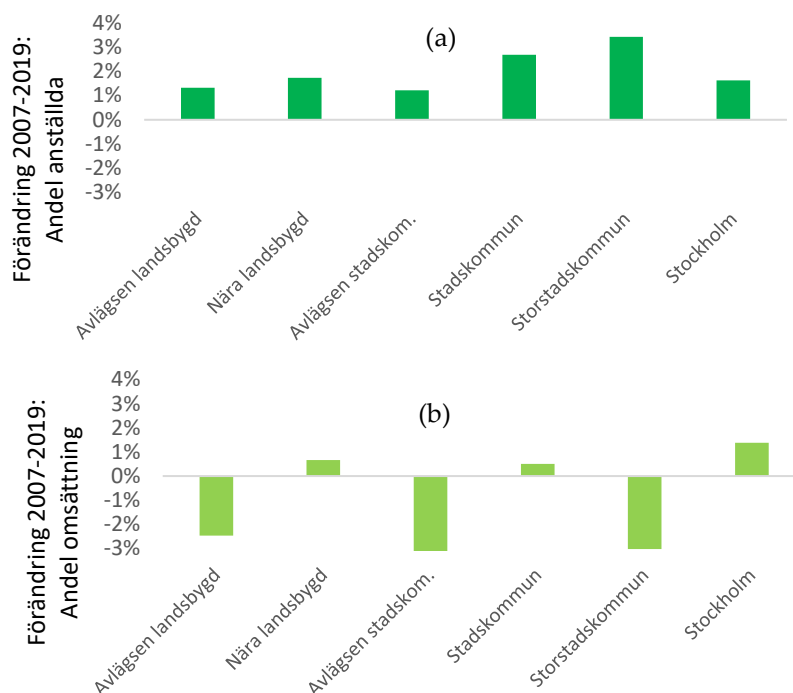 Förändring 2007-2019:
Andel anställda
(a)
4%
3%
2%
1%
0%
-1%
-2%
-3%
Avlägsen landsbygd
Nära landsbygd
Avlägsen stadskom.
Stadskommun
Storstadskommun
Stockholm
Förändring 2007-2019:
Andel omsättning
(b)
4%
3%
2%
1%
0%
-1%
-2%
-3%
Avlägsen landsbygd
Nära landsbygd
Avlägsen stadskom.
Stadskommun
Storstadskommun
Stockholm